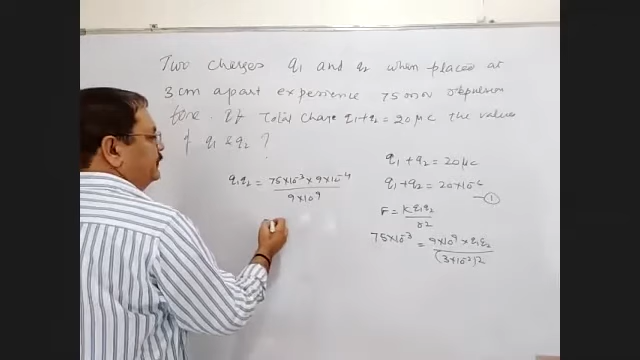 Two charges q1 and q2 when placed at
3 cm apart experience 75 repulsion
force. If Total Charge q1+q2 = 20 μc the values
of q1 & q2 ?
q1q2 = 75×10⁻³ × 9×10⁻⁴ / 9×10⁹
q1 + q2 = 20 μc
q1+q2 = 20×10⁻⁶ — ①
F = K q1q2 / r2
75×10⁻³ = 9×10⁹ × q1q2 / (3×10⁻²)2